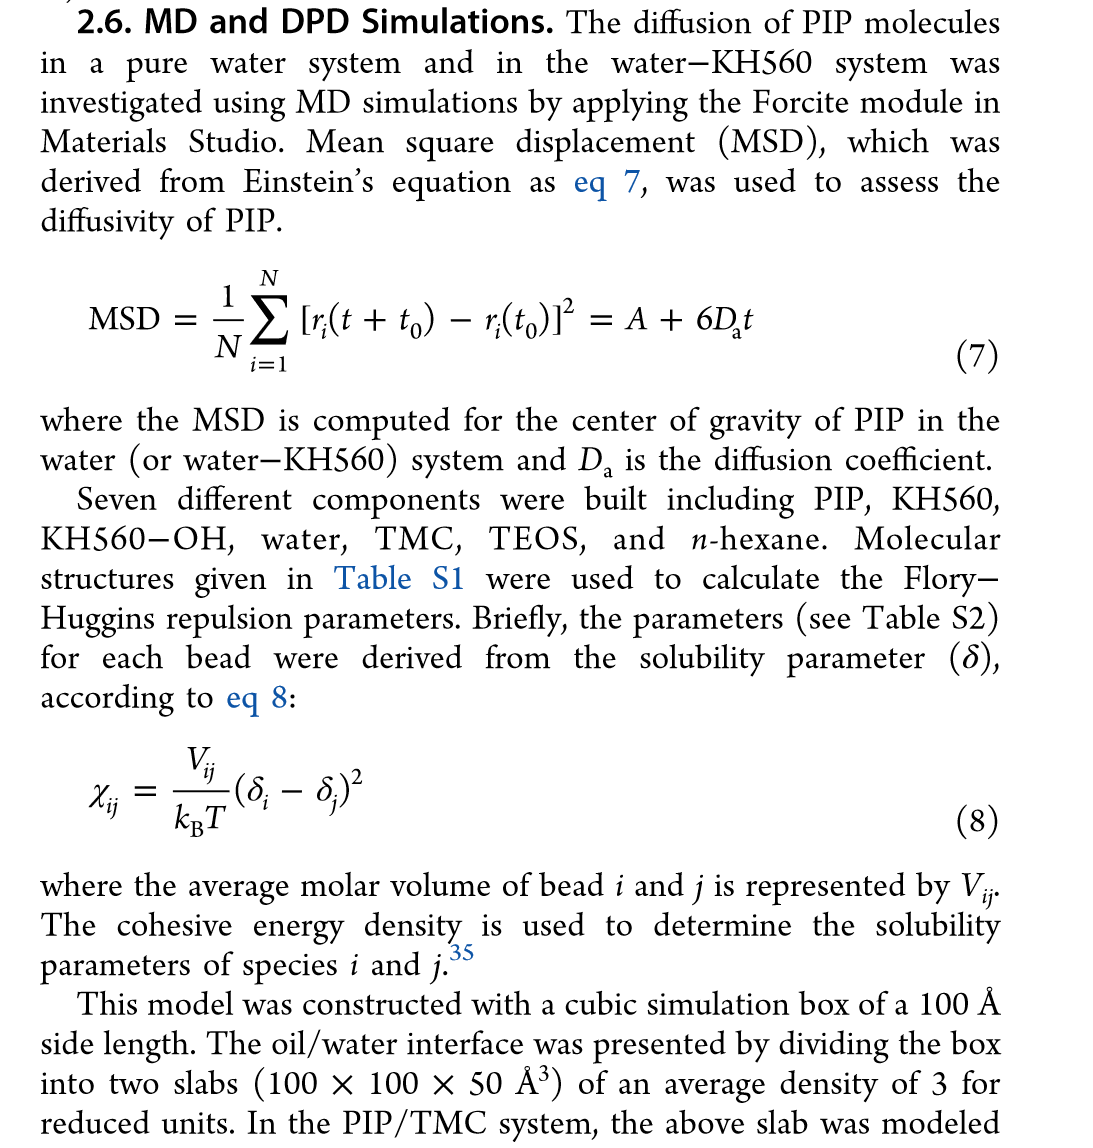 2.6. MD and DPD Simulations. The diffusion of PIP molecules
in a pure water system and in the water−KH560 system was
investigated using MD simulations by applying the Forcite module in
Materials Studio. Mean square displacement (MSD), which was
derived from Einstein's equation as eq 7, was used to assess the
diffusivity of PIP.
MSD = \frac{1}{N} \sum_{i=1}^{N} [r_i(t + t_0) − r_i(t_0)]^2 = A + 6D_a t
(7)
where the MSD is computed for the center of gravity of PIP in the
water (or water−KH560) system and D_a is the diffusion coefficient.
Seven different components were built including PIP, KH560,
KH560−OH, water, TMC, TEOS, and n-hexane. Molecular
structures given in Table S1 were used to calculate the Flory−
Huggins repulsion parameters. Briefly, the parameters (see Table S2)
for each bead were derived from the solubility parameter (δ),
according to eq 8:
χ_{ij} = \frac{V_{ij}}{k_B T} (δ_i − δ_j)^2
(8)
where the average molar volume of bead i and j is represented by V_{ij}.
The cohesive energy density is used to determine the solubility
parameters of species i and j.^{35}
This model was constructed with a cubic simulation box of a 100 Å
side length. The oil/water interface was presented by dividing the box
into two slabs (100 × 100 × 50 Å^3) of an average density of 3 for
reduced units. In the PIP/TMC system, the above slab was modeled